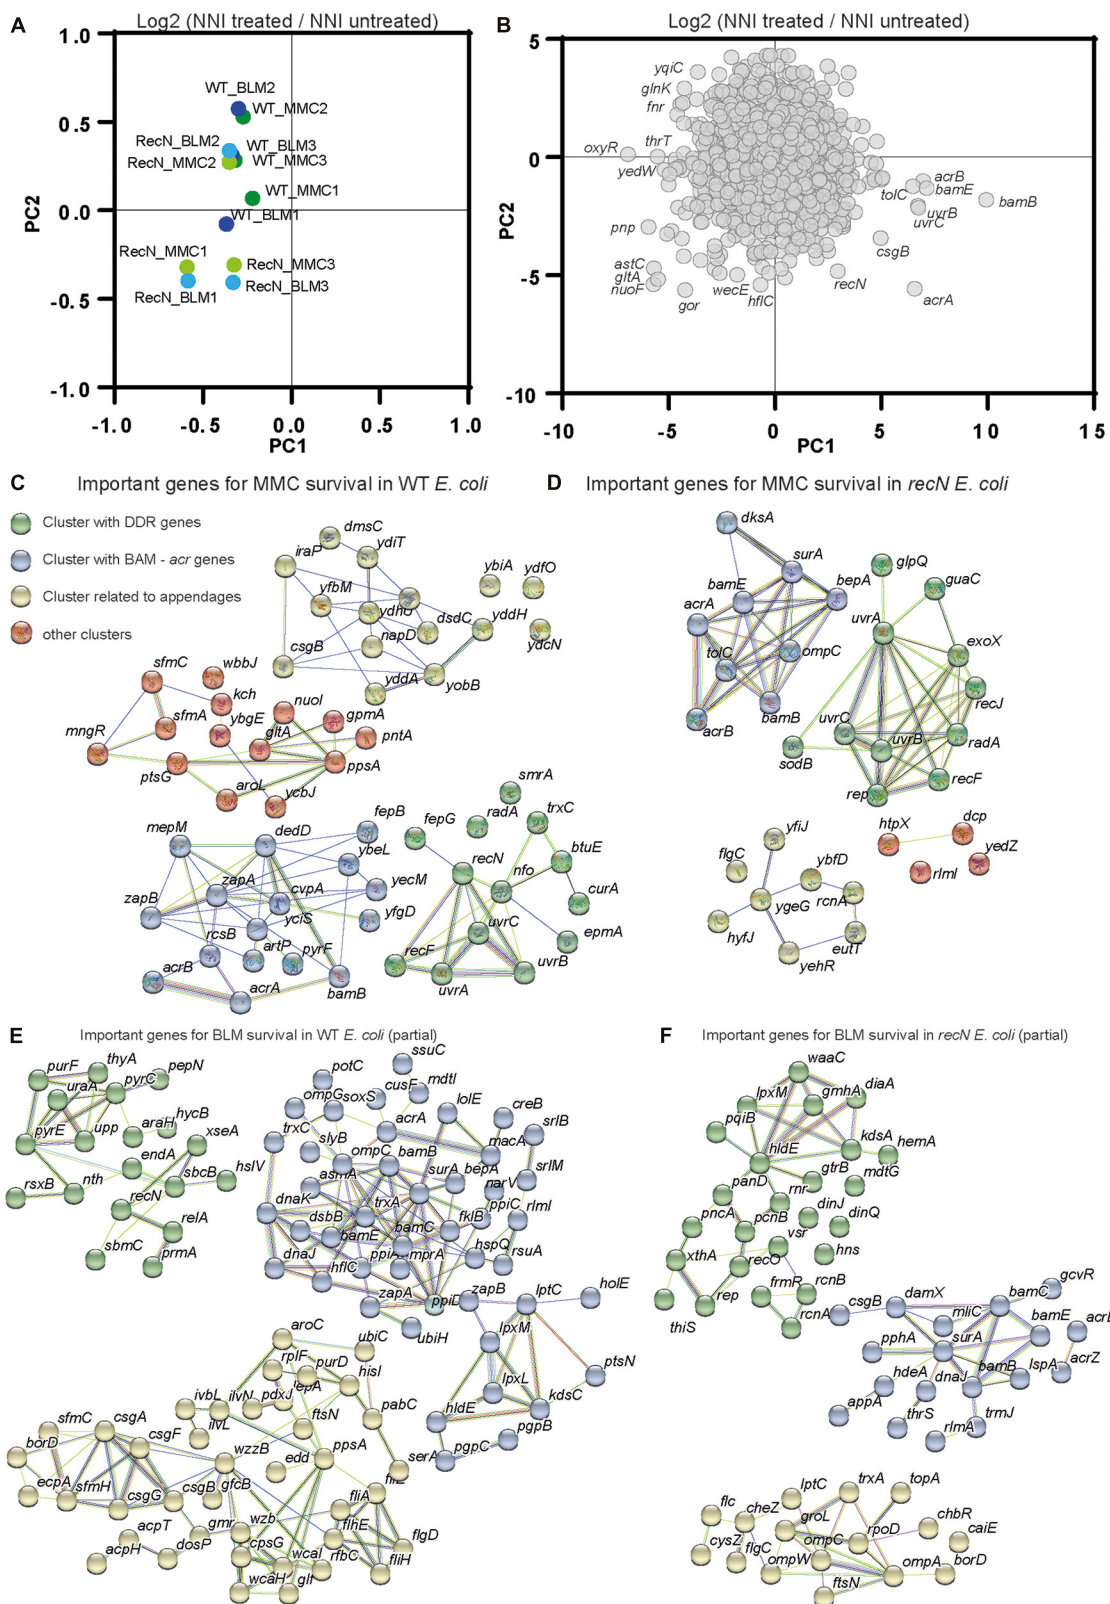 A
Log2 (NNI treated / NNI untreated)
1.0
0.5
0.0
-0.5
-1.0
PC2
-1.0
-0.5
0.0
0.5
1.0
PC1
WT_BLM2
WT_MMC2
RecN_BLM2
WT_BLM3
RecN_MMC2
WT_MMC3
WT_MMC1
WT_BLM1
RecN_MMC1
RecN_MMC3
RecN_BLM1
RecN_BLM3
B
Log2 (NNI treated / NNI untreated)
5
0
-5
-10
PC2
-10
-5
0
5
10
15
PC1
yqiC
glnK
fnr
thrT
oxyR
yedW
pnp
astC
gltA
nuoF
gor
wecE
hflC
recN
csgB
acrA
acrB
bamE
tolC
bamB
uvrB
uvrC
C
Important genes for MMC survival in WT E. coli
Cluster with DDR genes
Cluster with BAM - acr genes
Cluster related to appendages
other clusters
dmsC
iraP
ydiT
ybiA
ydfO
yfbM
ydhU
dsdC
yddH
ydcN
napD
csgB
yddA
yobB
sfmC
wbbJ
kch
nuoI
gpmA
sfmA
ybgE
mngR
gltA
pntA
ptsG
ppsA
aroL
ycbJ
smrA
fepB
fepG
radA
trxC
mepM
dedD
ybeL
recN
btuE
nfo
zapA
cvpA
yecM
zapB
yciS
yfgD
uvrC
curA
rcsB
artP
pyrF
epmA
recF
acrB
uvrB
acrA
bamB
uvrA
D
Important genes for MMC survival in recN E. coli
dksA
surA
glpQ
bamE
bepA
guaC
acrA
uvrA
tolC
ompC
exoX
recJ
acrB
bamB
uvrC
uvrB
radA
sodB
rep
recF
yfiJ
htpX
dcp
flgC
ybfD
yedZ
rlmI
ygeG
rcnA
hyfJ
eutT
yehR
E
Important genes for BLM survival in WT E. coli (partial)
purF
thyA
uraA
pyrC
pepN
hycB
araH
pyrE
upp
xseA
endA
sbcB
hslV
rsxB
nth
recN
relA
sbmC
prmA
ssuC
potC
cusF
mdtI
ompG
soxS
acrA
lolE
creB
trxC
slyB
macA
srlB
ompC
bamB
surA
bepA
srlM
asmA
narV
dnaK
trxA
ppiC
rlmI
dsbB
bamC
fklB
bamE
dnaJ
ppiA
mprA
hspQ
rsuA
hflC
zapA
ppiD
zapB
lptC
holE
ubiH
lpxM
ptsN
lpxL
kdsC
hldE
pgpB
serA
pgpC
aroC
ubiC
rplF
purD
hisI
lepA
ivbL
ilvN
pdxJ
pabC
ilvL
ftsN
sfmC
csgA
csgF
wzzB
ppsA
borD
edd
ecpA
sfmH
csgB
gfcB
fliE
csgG
fliA
acpT
gmr
wzb
flhE
flgD
acpH
dosP
cpsG
wcaI
rfbC
fliH
wcaH
glf
F
Important genes for BLM survival in recN E. coli (partial)
waaC
lpxM
gmhA
diaA
pqiB
kdsA
hemA
hldE
gtrB
mdtG
panD
rnr
dinJ
pncA
pcnB
dinQ
vsr
xthA
recO
hns
frmR
rcnB
rep
thiS
rcnA
gcvR
damX
bamC
csgB
mliC
bamE
pphA
surA
hdeA
dnaJ
bamB
lspA
acrZ
appA
thrS
rlmA
trmJ
lptC
trxA
topA
flc
cheZ
groL
chbR
rpoD
caiE
cysZ
flgC
ompC
ompW
ompA
borD
ftsN